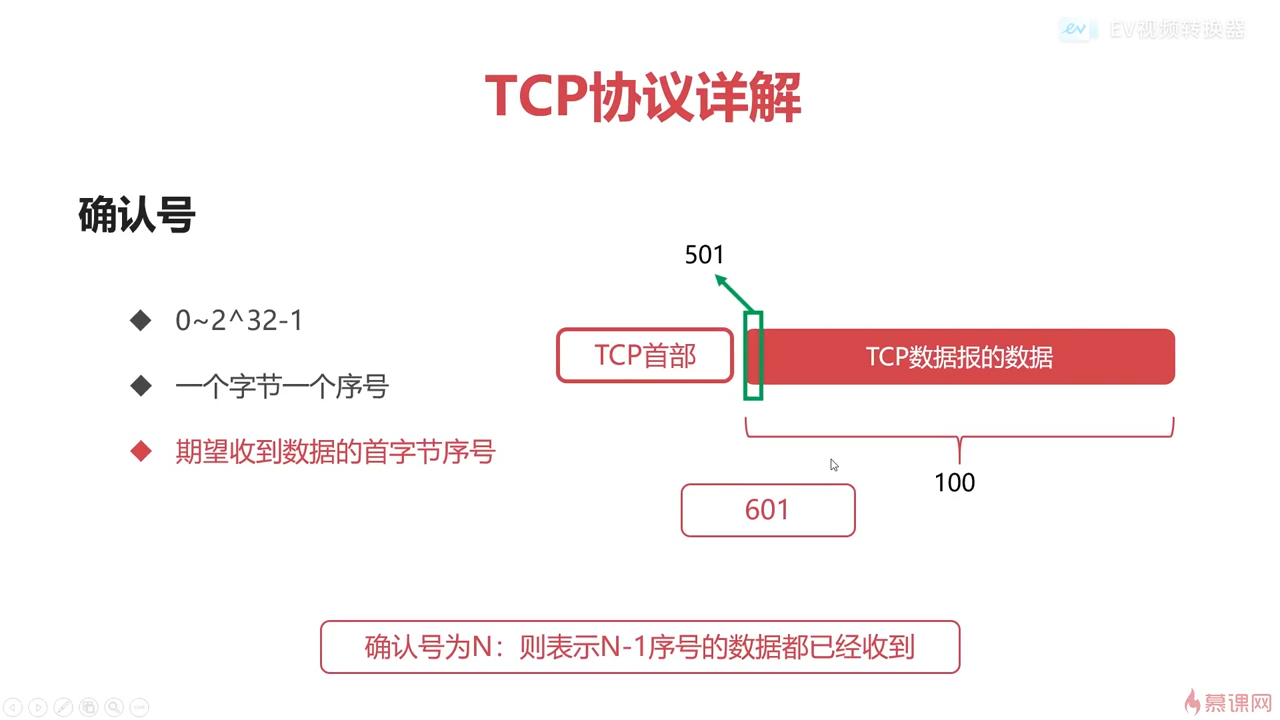 EV视频转换器
TCP协议详解
确认号
0~2^32-1
一个字节一个序号
期望收到数据的首字节序号
501
TCP首部
TCP数据报的数据
100
601
确认号为N：则表示N-1序号的数据都已经收到
慕课网